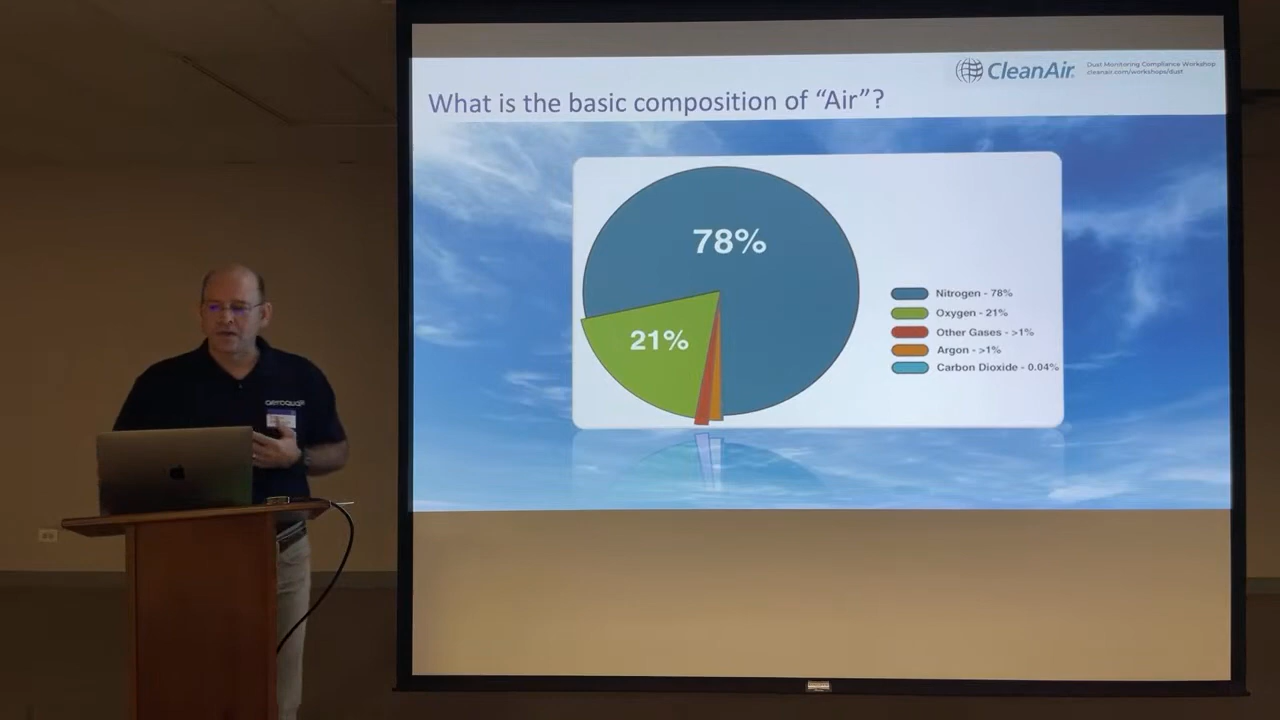 CleanAir
Dust Monitoring Compliance Workshop
cleanair.com/workshops/dust
What is the basic composition of “Air”?
78%
21%
Nitrogen - 78%
Oxygen - 21%
Other Gases - >1%
Argon - >1%
Carbon Dioxide - 0.04%